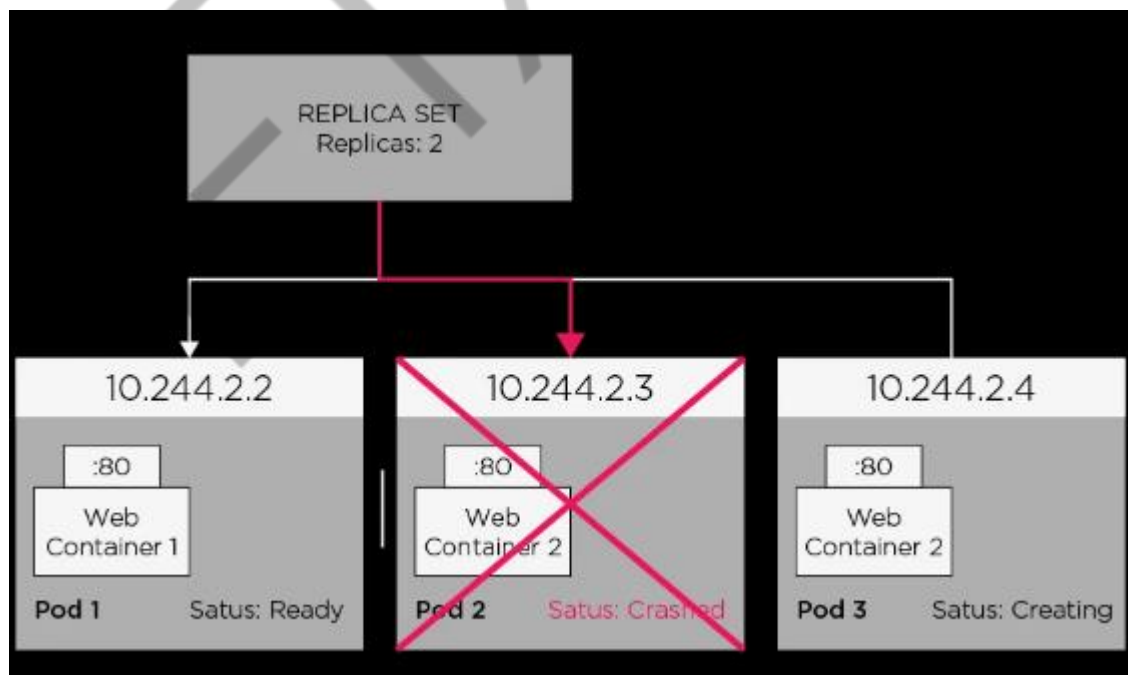 REPLICA SET
Replicas: 2
10.244.2.2
:80
Web
Container 1
Pod 1 Satus: Ready
10.244.2.3
:80
Web
Container 2
Pod 2 Satus: Crashed
10.244.2.4
:80
Web
Container 2
Pod 3 Satus: Creating